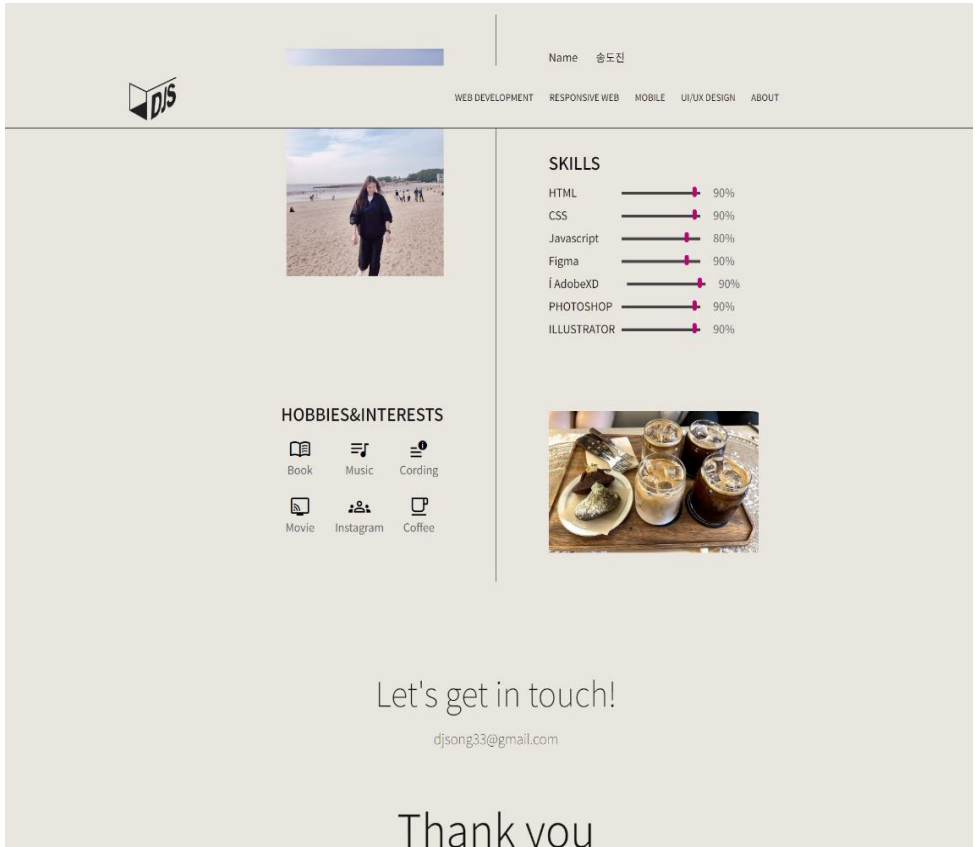 Name 송도진
DJS
WEB DEVELOPMENT RESPONSIVE WEB MOBILE UI/UX DESIGN ABOUT
SKILLS
HTML 90%
CSS 90%
Javascript 80%
Figma 90%
Í AdobeXD 90%
PHOTOSHOP 90%
ILLUSTRATOR 90%
HOBBIES&INTERESTS
Book Music Cording
Movie Instagram Coffee
Let's get in touch!
djsong33@gmail.com
Thank you